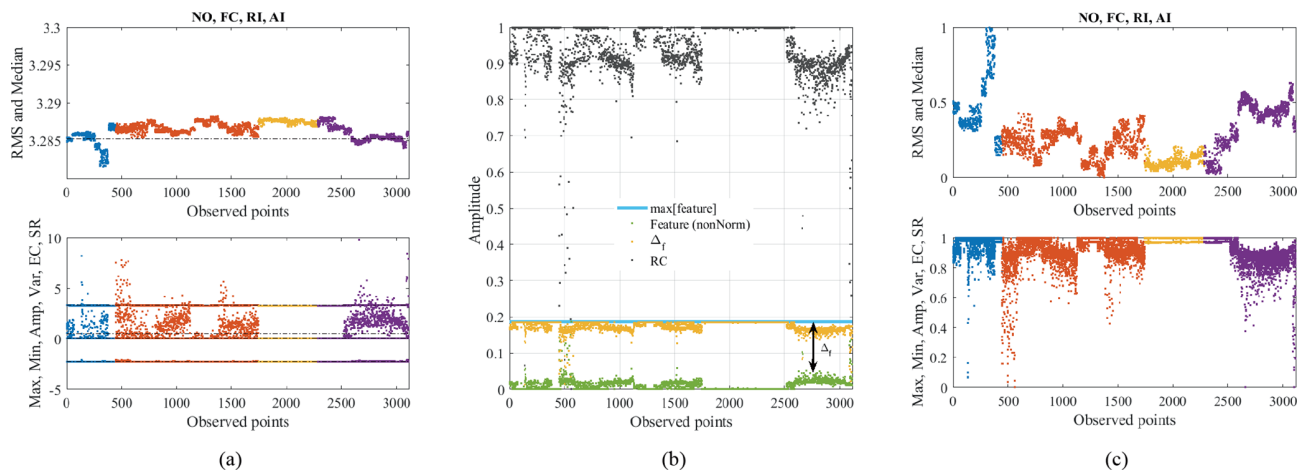 NO, FC, RI, AI
3.3
3.295
3.29
3.285
3.28
RMS and Median
0 500 1000 1500 2000 2500 3000
Observed points
10
5
0
-5
Max, Min, Amp, Var, EC, SR
0 500 1000 1500 2000 2500 3000
Observed points
(a)
1
0.9
0.8
0.7
0.6
0.5
0.4
0.3
0.2
0.1
0
Amplitude
max[feature]
Feature (nonNorm)
Δf
RC
Δf
0 500 1000 1500 2000 2500 3000
Observed points
(b)
NO, FC, RI, AI
1
0.5
0
RMS and Median
0 500 1000 1500 2000 2500 3000
Observed points
1
0.8
0.6
0.4
0.2
0
Max, Min, Amp, Var, EC, SR
0 500 1000 1500 2000 2500 3000
Observed points
(c)